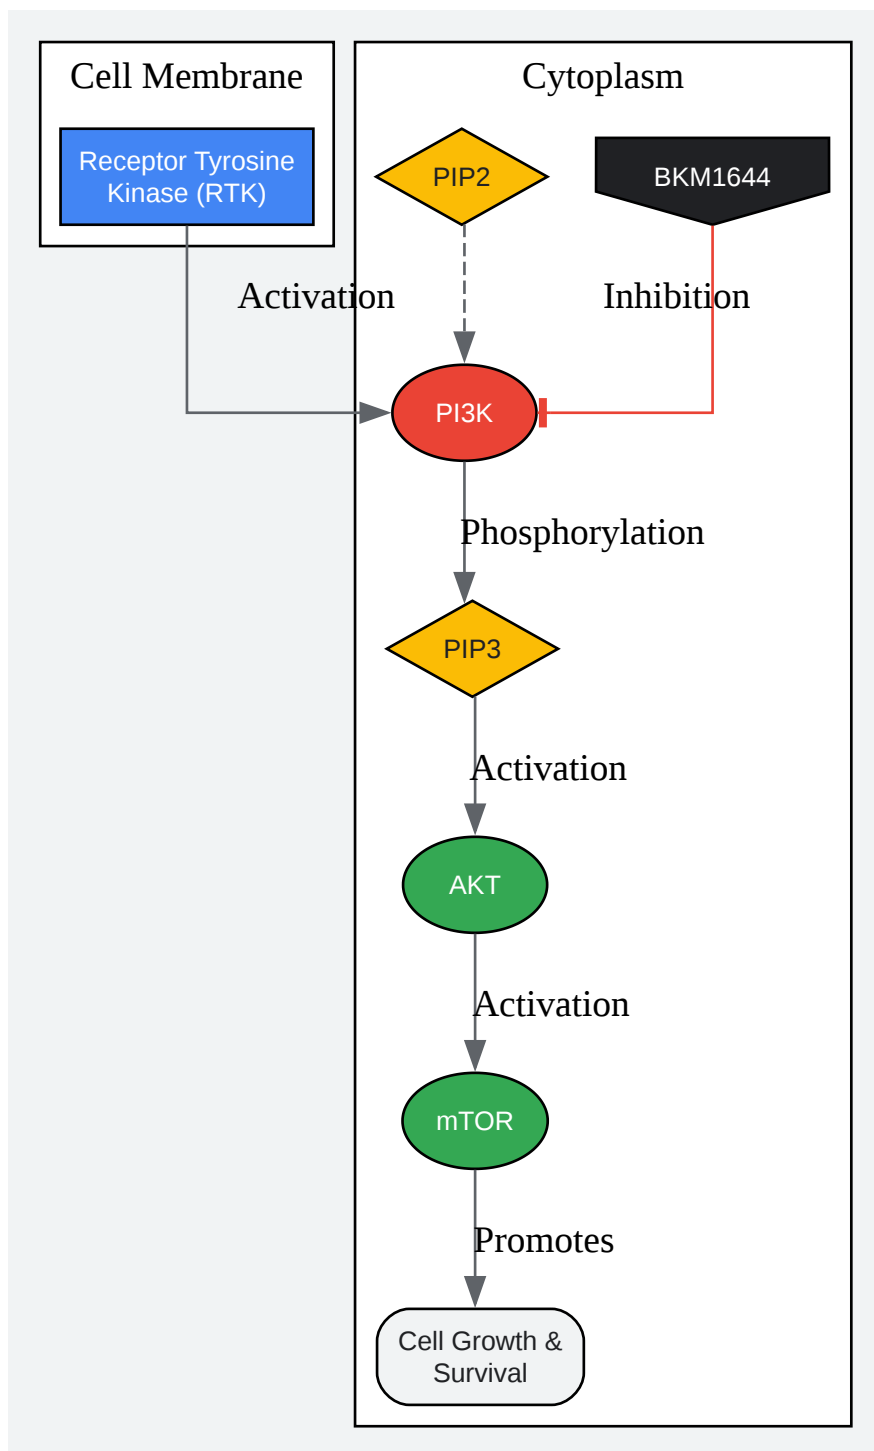 Cell Membrane
Cytoplasm
Receptor Tyrosine
Kinase (RTK)
PIP2
BKM1644
Activation
Inhibition
PI3K
Phosphorylation
PIP3
Activation
AKT
Activation
mTOR
Promotes
Cell Growth &
Survival